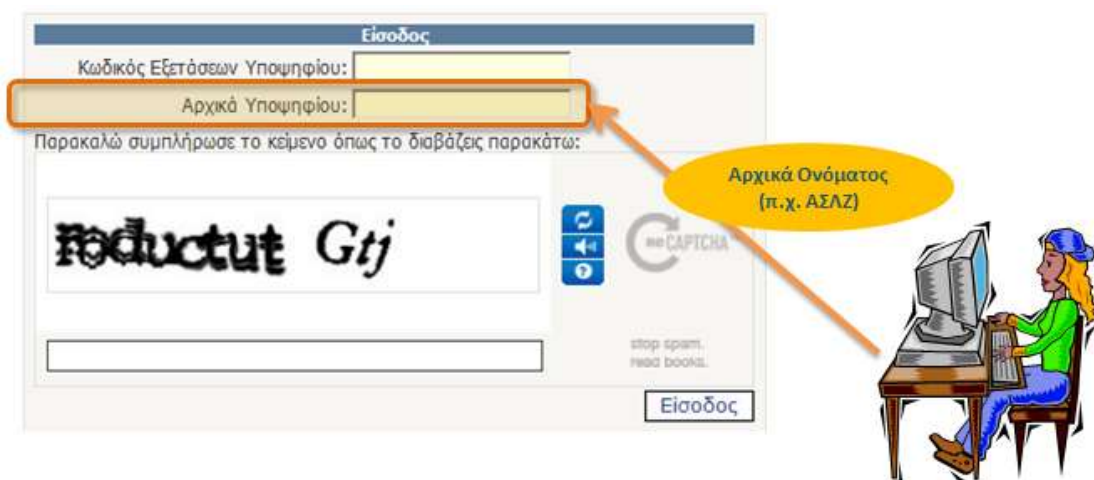 Είσοδος
Κωδικός Εξετάσεων Υποψηφίου:
Αρχικά Υποψηφίου:
Παρακαλώ συμπλήρωσε το κείμενο όπως το διαβάζεις παρακάτω:
Αρχικά Ονόματος
(π.χ. ΑΣΛΖ)
Gtj
reCAPTCHA
stop spam.
read books.
Είσοδος